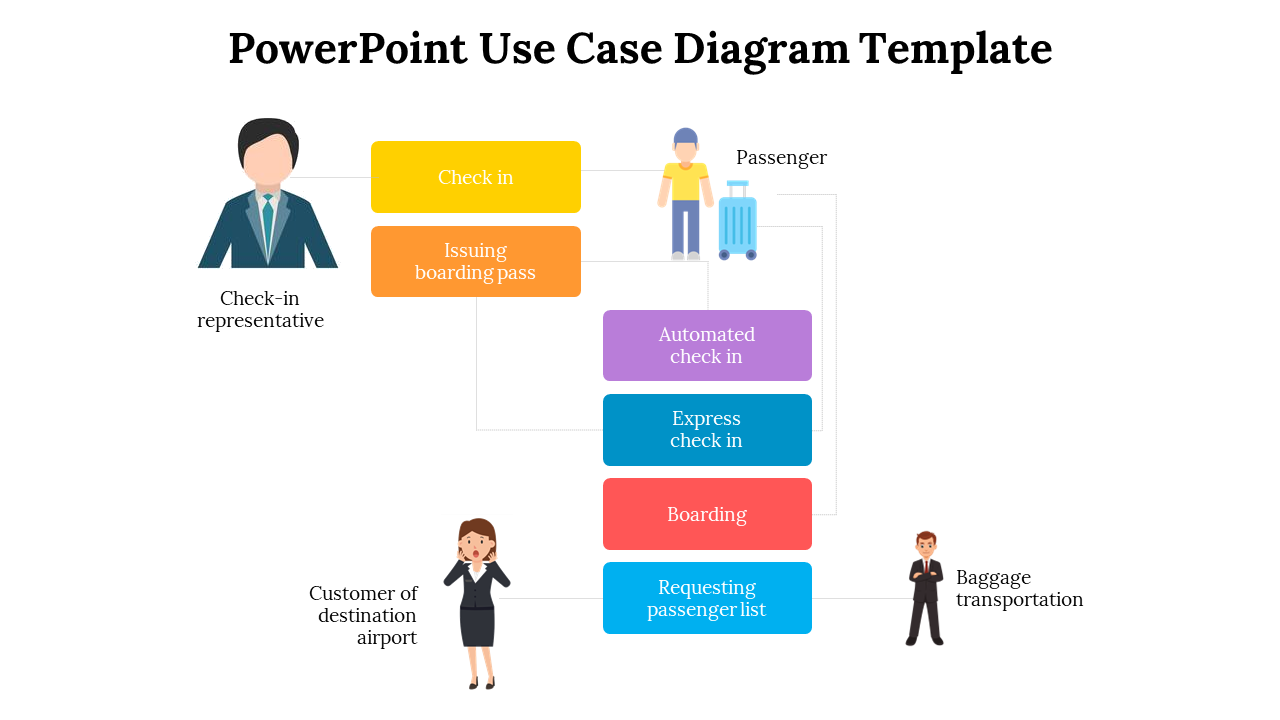 PowerPoint Use Case Diagram Template
Check in
Passenger
Issuing
boarding pass
Check-in
representative
Automated
check in
Express
check in
Boarding
Requesting
passenger list
Customer of
destination
airport
Baggage
transportation